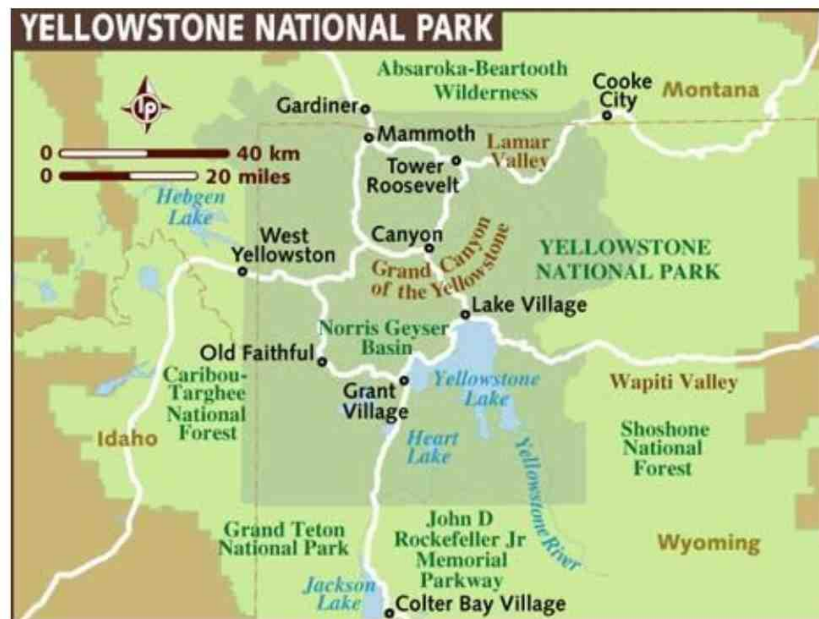 YELLOWSTONE NATIONAL PARK
Absaroka-Beartooth
Wilderness
Cooke
City
Montana
Gardiner
lp
Mammoth
Lamar
Valley
0 40 km
0 20 miles
Tower
Roosevelt
Hebgen
Lake
West
Yellowston
Canyon
Grand Canyon
of the Yellowstone
YELLOWSTONE
NATIONAL PARK
Lake Village
Norris Geyser
Basin
Old Faithful
Caribou-
Targhee
National
Forest
Grant
Village
Yellowstone
Lake
Wapiti Valley
Idaho
Heart
Lake
Yellowstone River
Shoshone
National
Forest
Grand Teton
National Park
John D
Rockefeller Jr
Memorial
Parkway
Wyoming
Jackson
Lake
Colter Bay Village